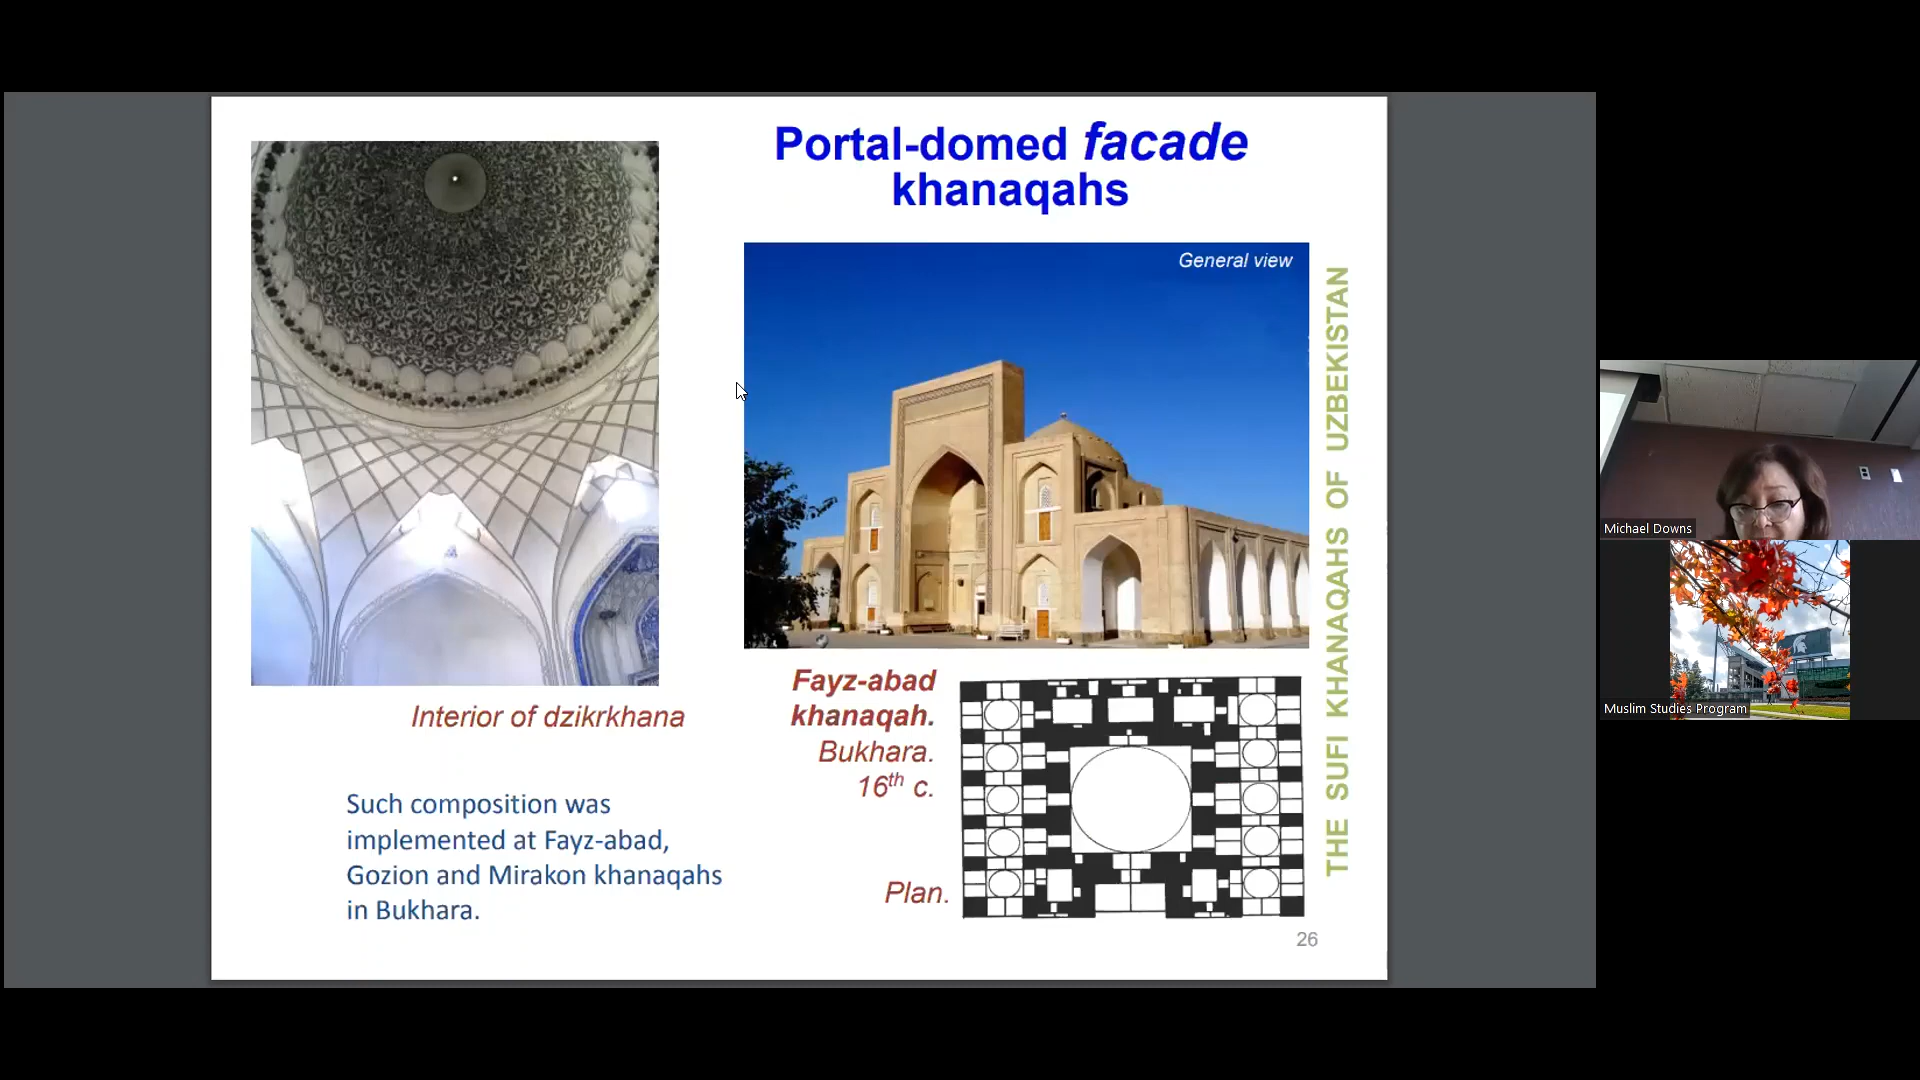 Portal-domed facade
khanaqahs
General view
Interior of dzikrkhana
Such composition was
implemented at Fayz-abad,
Gozion and Mirakon khanaqahs
in Bukhara.
Fayz-abad
khanaqah.
Bukhara.
16th c.
Plan.
THE SUFI KHANAQAHS OF UZBEKISTAN
26
Michael Downs
Muslim Studies Program